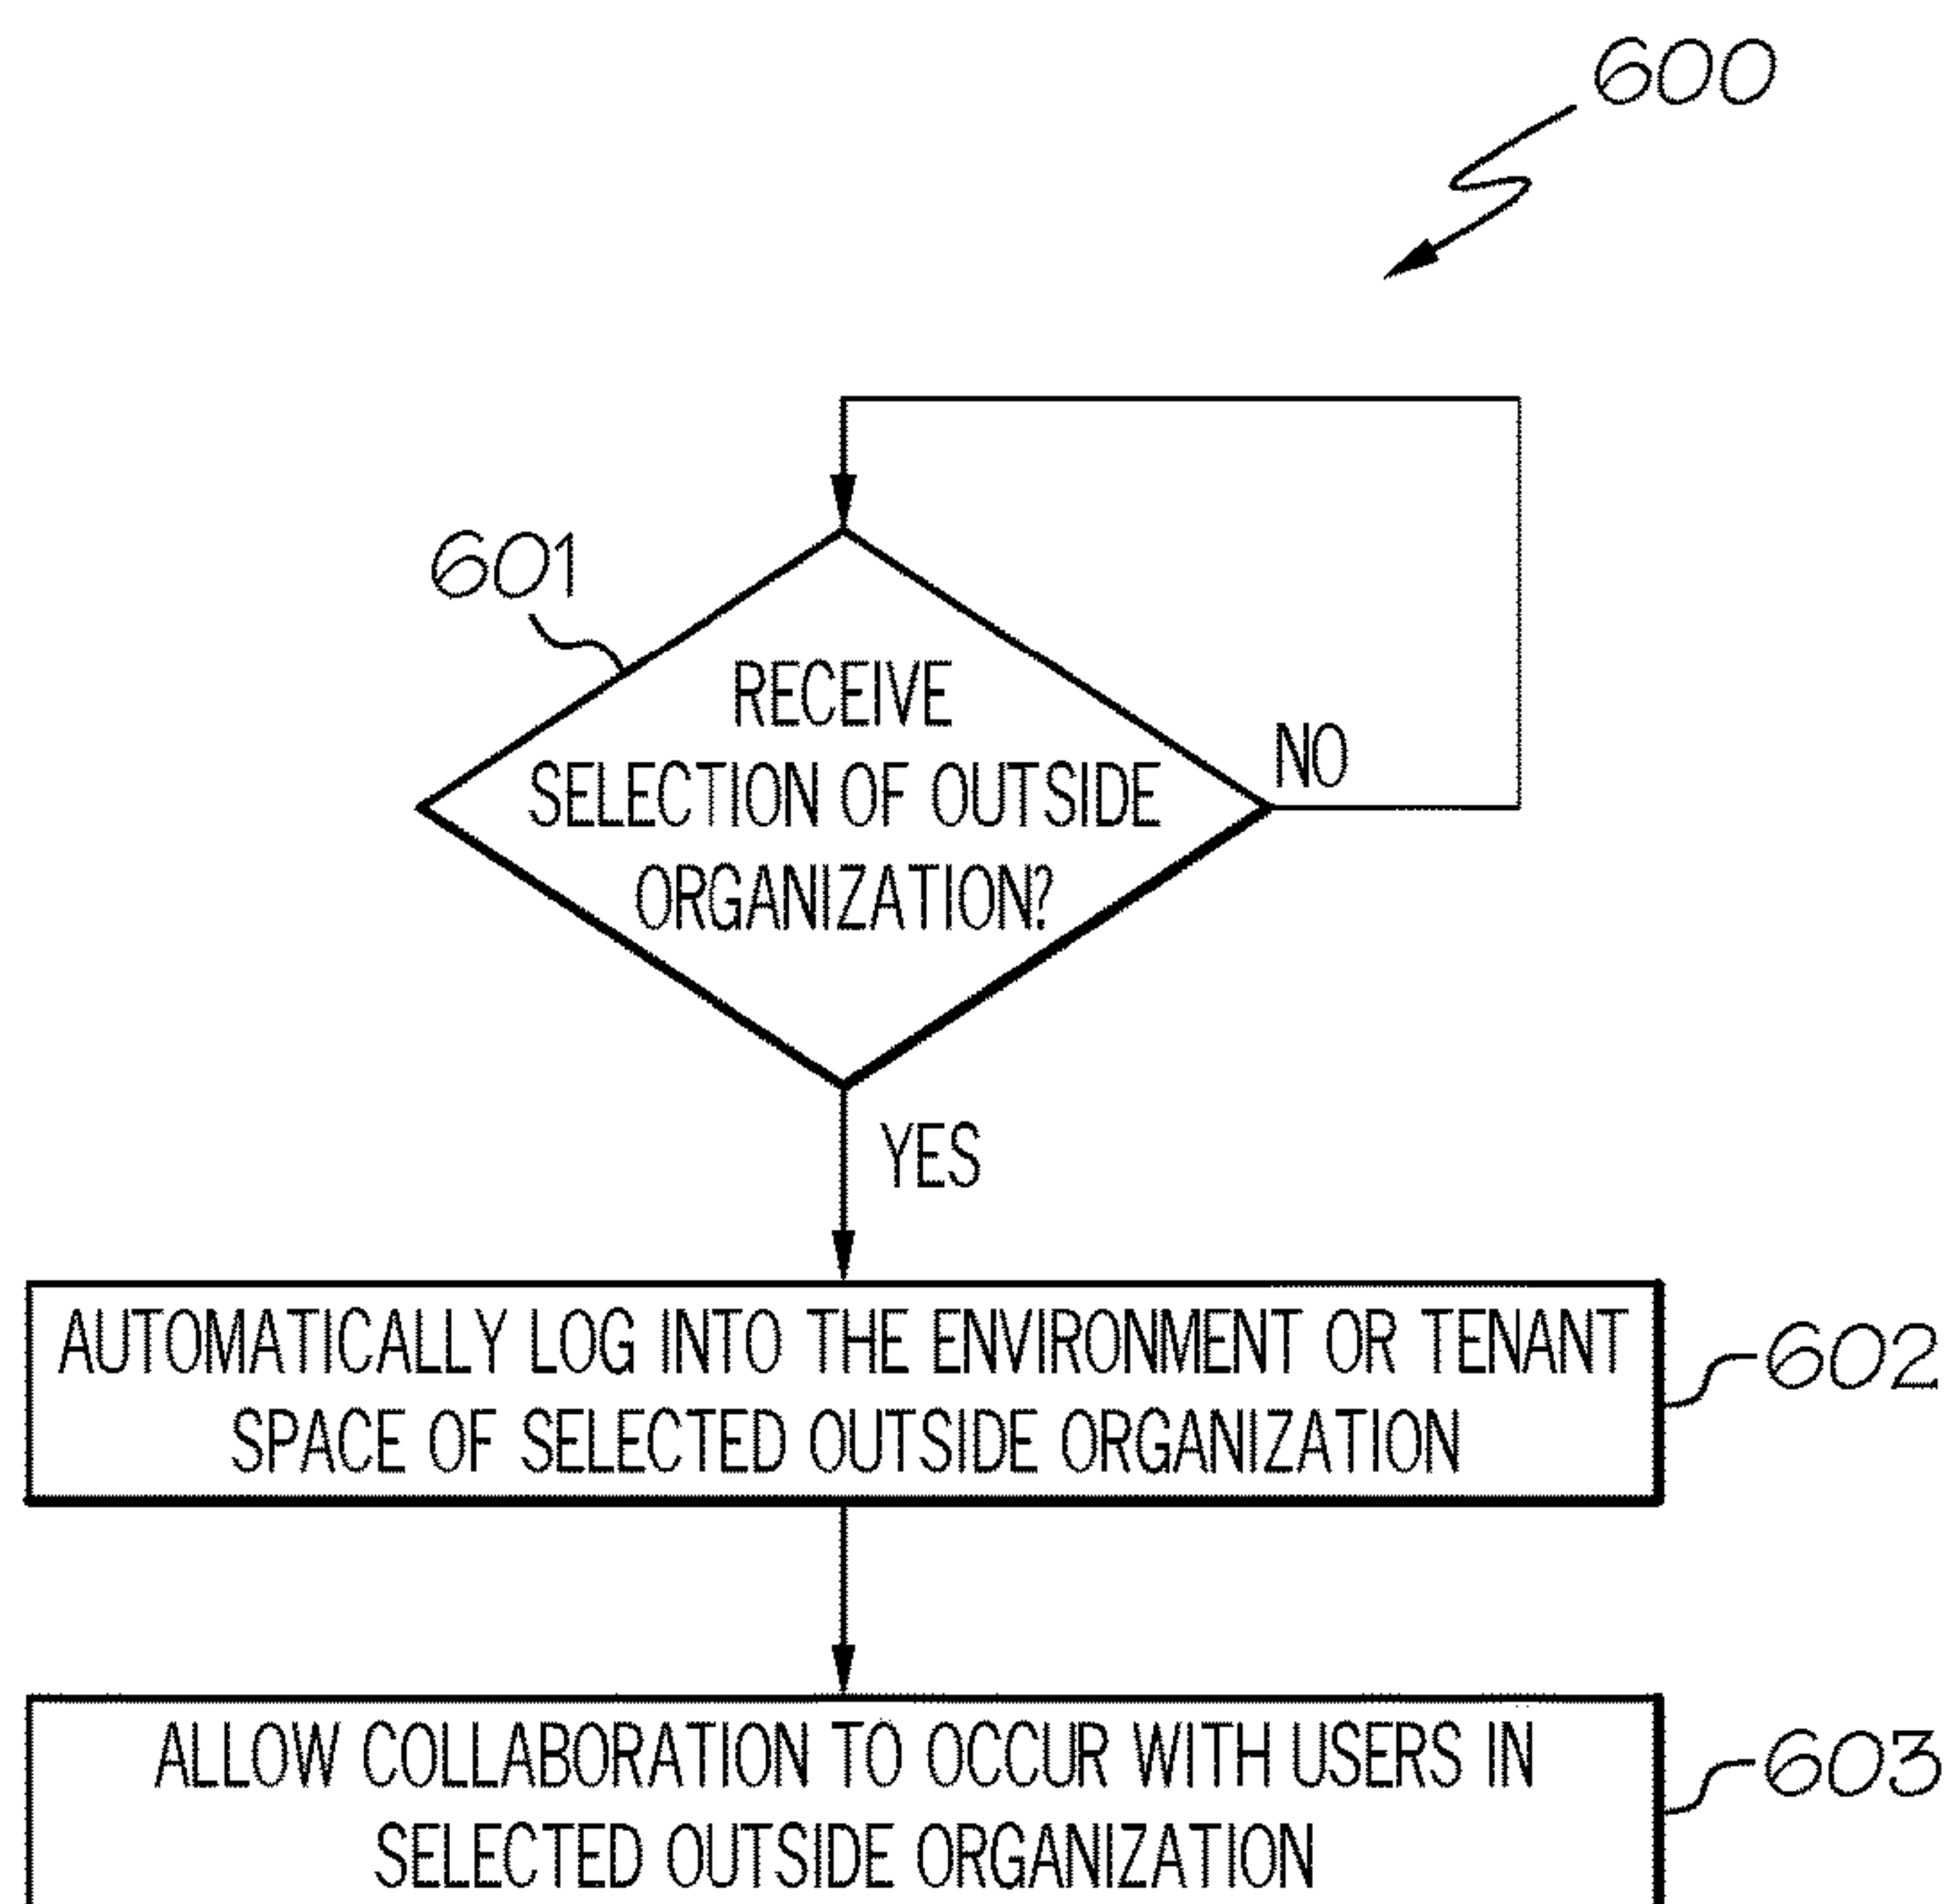 600
601
RECEIVE
SELECTION OF OUTSIDE
ORGANIZATION?
NO
YES
AUTOMATICALLY LOG INTO THE ENVIRONMENT OR TENANT
SPACE OF SELECTED OUTSIDE ORGANIZATION
602
ALLOW COLLABORATION TO OCCUR WITH USERS IN
SELECTED OUTSIDE ORGANIZATION
603